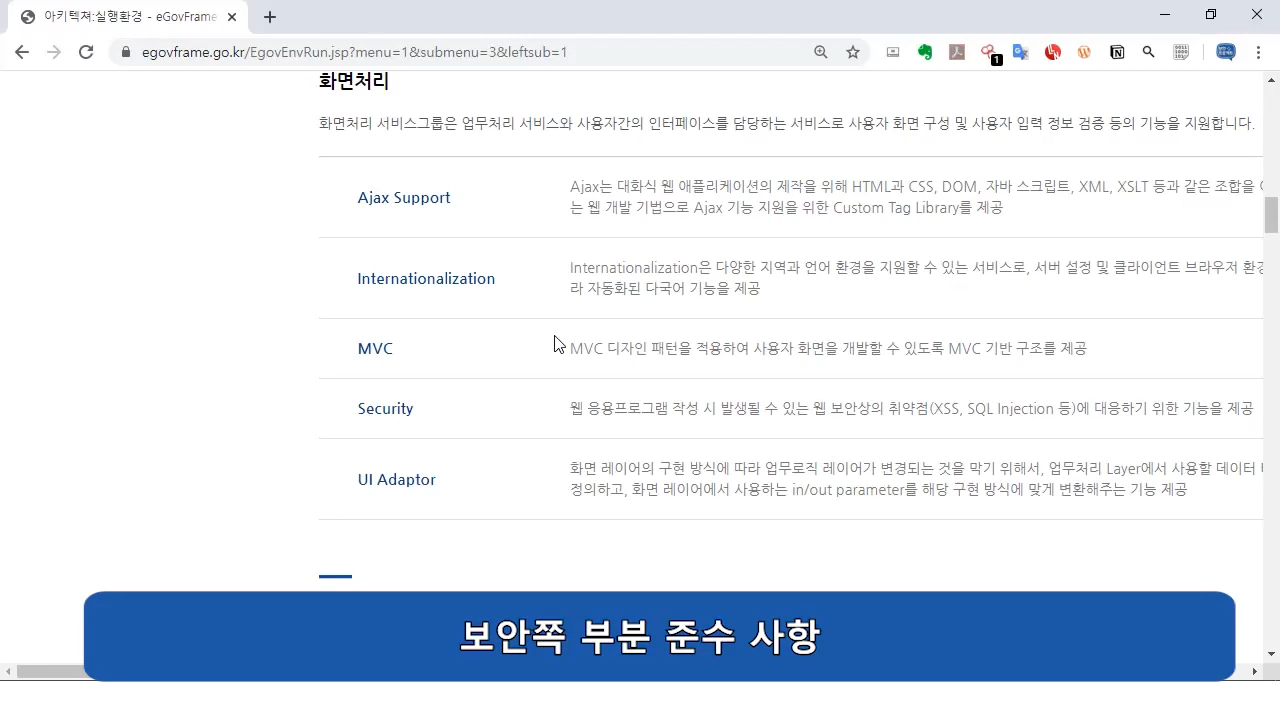 아키텍쳐:실행환경 - eGovFrame
egovframe.go.kr/EgovEnvRun.jsp?menu=1&submenu=3&leftsub=1
1
화면처리
화면처리 서비스그룹은 업무처리 서비스와 사용자간의 인터페이스를 담당하는 서비스로 사용자 화면 구성 및 사용자 입력 정보 검증 등의 기능을 지원합니다.
Ajax Support
Ajax는 대화식 웹 애플리케이션의 제작을 위해 HTML과 CSS, DOM, 자바 스크립트, XML, XSLT 등과 같은 조합을
는 웹 개발 기법으로 Ajax 기능 지원을 위한 Custom Tag Library를 제공
Internationalization
Internationalization은 다양한 지역과 언어 환경을 지원할 수 있는 서비스로, 서버 설정 및 클라이언트 브라우저 환경
라 자동화된 다국어 기능을 제공
MVC
MVC 디자인 패턴을 적용하여 사용자 화면을 개발할 수 있도록 MVC 기반 구조를 제공
Security
웹 응용프로그램 작성 시 발생될 수 있는 웹 보안상의 취약점(XSS, SQL Injection 등)에 대응하기 위한 기능을 제공
UI Adaptor
화면 레이어의 구현 방식에 따라 업무로직 레이어가 변경되는 것을 막기 위해서, 업무처리 Layer에서 사용할 데이터
정의하고, 화면 레이어에서 사용하는 in/out parameter를 해당 구현 방식에 맞게 변환해주는 기능 제공
보안쪽 부분 준수 사항